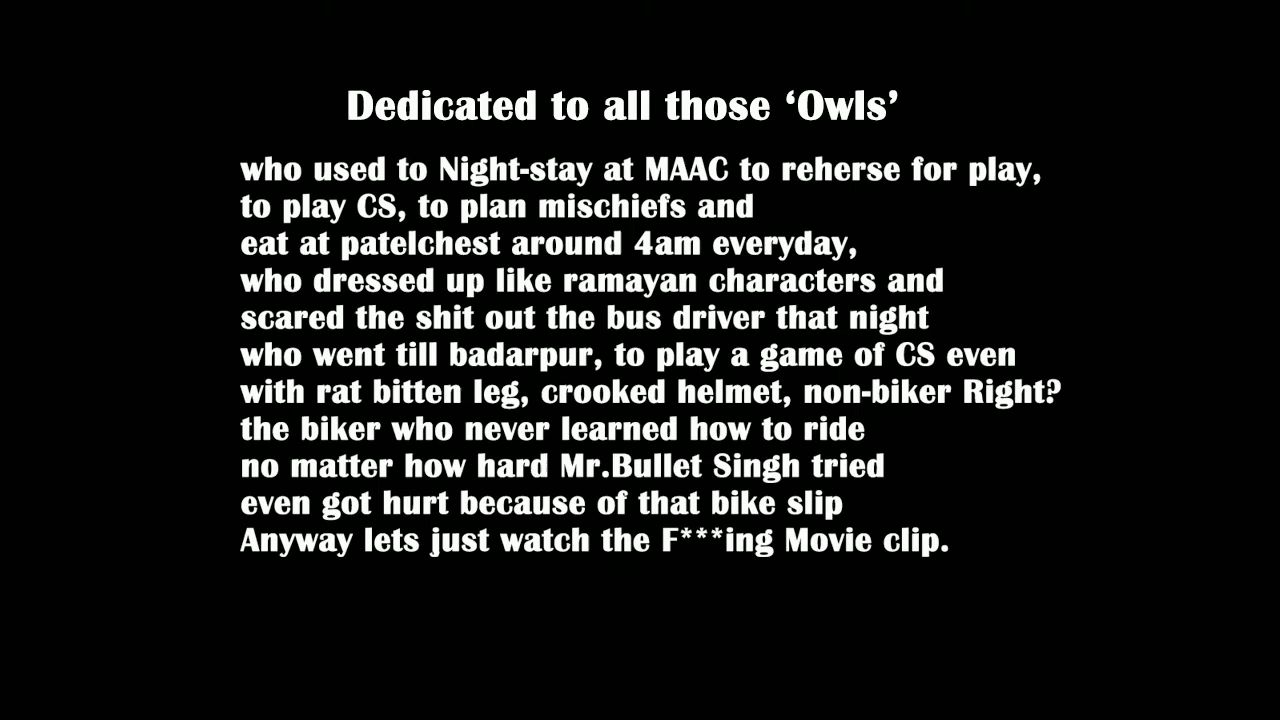 Dedicated to all those ‘Owls’
who used to Night-stay at MAAC to reherse for play,
to play CS, to plan mischiefs and
eat at patelchest around 4am everyday,
who dressed up like ramayan characters and
scared the shit out the bus driver that night
who went till badarpur, to play a game of CS even
with rat bitten leg, crooked helmet, non-biker Right?
the biker who never learned how to ride
no matter how hard Mr.Bullet Singh tried
even got hurt because of that bike slip
Anyway lets just watch the F***ing Movie clip.